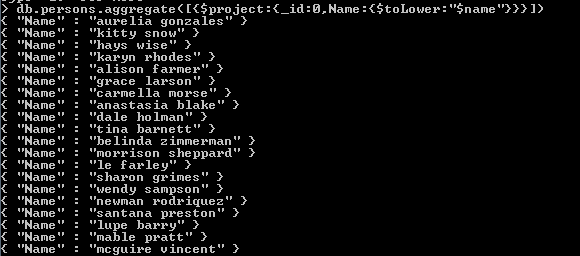 > db.persons.aggregate([{$project:{_id:0,Name:{$toLower:"$name"}}}])
{ "Name" : "aurelia gonzales" }
{ "Name" : "kitty snow" }
{ "Name" : "hays wise" }
{ "Name" : "karyn rhodes" }
{ "Name" : "alison farmer" }
{ "Name" : "grace larson" }
{ "Name" : "carmella morse" }
{ "Name" : "anastasia blake" }
{ "Name" : "dale holman" }
{ "Name" : "tina barnett" }
{ "Name" : "belinda zimmerman" }
{ "Name" : "morrison sheppard" }
{ "Name" : "le farley" }
{ "Name" : "sharon grimes" }
{ "Name" : "wendy sampson" }
{ "Name" : "newman rodriquez" }
{ "Name" : "santana preston" }
{ "Name" : "lupe barry" }
{ "Name" : "mable pratt" }
{ "Name" : "mcguire vincent" }